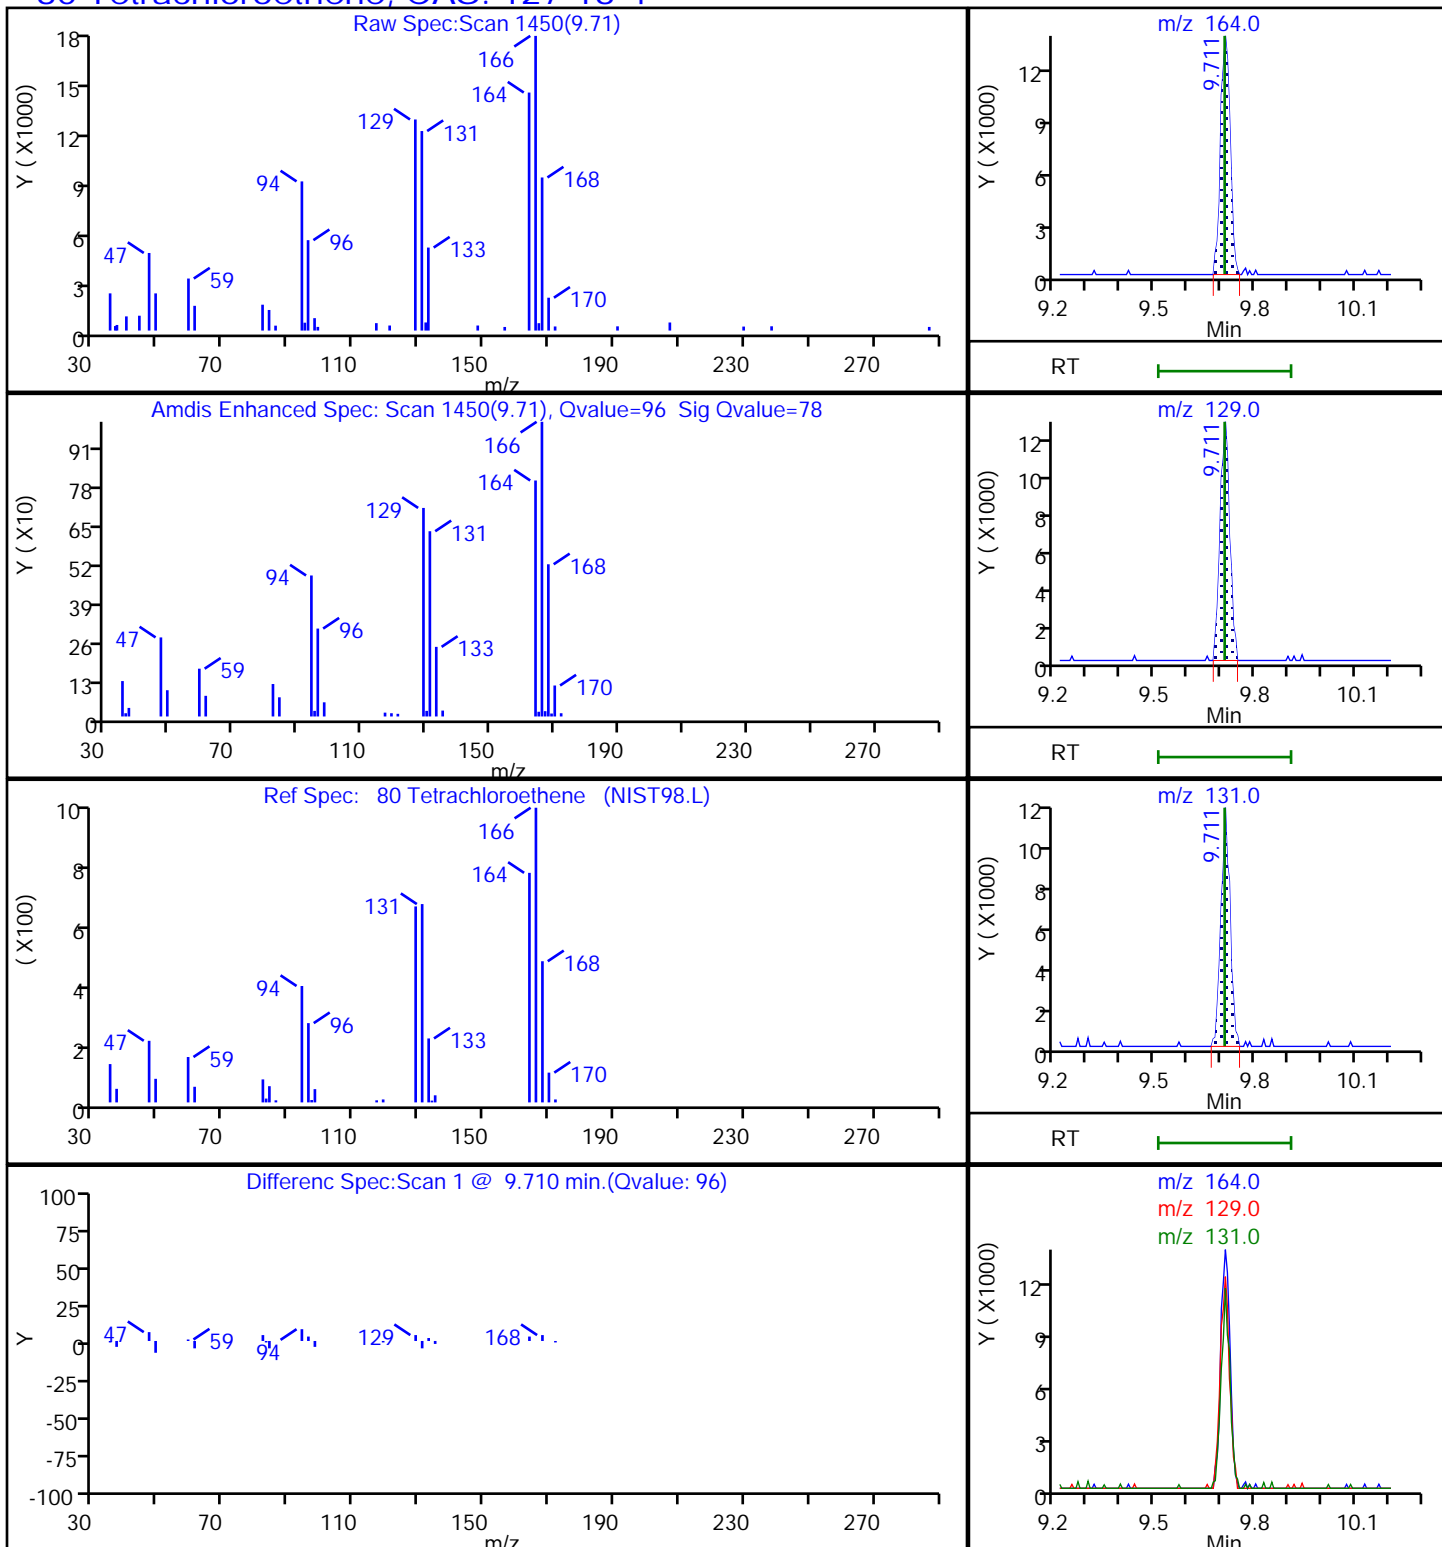 80 Tetrachloroethene, CAS: 127-18-4
Raw Spec:Scan 1450(9.71)
Y ( X1000)
18
15
12
9
6
3
0
47
59
94
96
129
131
133
164
166
168
170
30 70 110 150 190 230 270
m/z
m/z 164.0
Y ( X1000)
12
9
6
3
0
9.711
9.2 9.5 9.8 10.1
Min
RT
Amdis Enhanced Spec: Scan 1450(9.71), Qvalue=96 Sig Qvalue=78
Y ( X10)
91
78
65
52
39
26
13
0
47
59
94
96
129
131
133
164
166
168
170
30 70 110 150 190 230 270
m/z
m/z 129.0
Y ( X1000)
12
10
8
6
4
2
0
9.711
9.2 9.5 9.8 10.1
Min
RT
Ref Spec: 80 Tetrachloroethene (NIST98.L)
( X100)
10
8
6
4
2
0
47
59
94
96
131
133
164
166
168
170
30 70 110 150 190 230 270
m/z
m/z 131.0
Y ( X1000)
12
10
8
6
4
2
0
9.711
9.2 9.5 9.8 10.1
Min
RT
Differenc Spec:Scan 1 @ 9.710 min.(Qvalue: 96)
Y
100
75
50
25
0
-25
-50
-75
-100
47
59
94
129
168
30 70 110 150 190 230 270
m/z
m/z 164.0
m/z 129.0
m/z 131.0
Y ( X1000)
12
9
6
3
0
9.2 9.5 9.8 10.1
Min